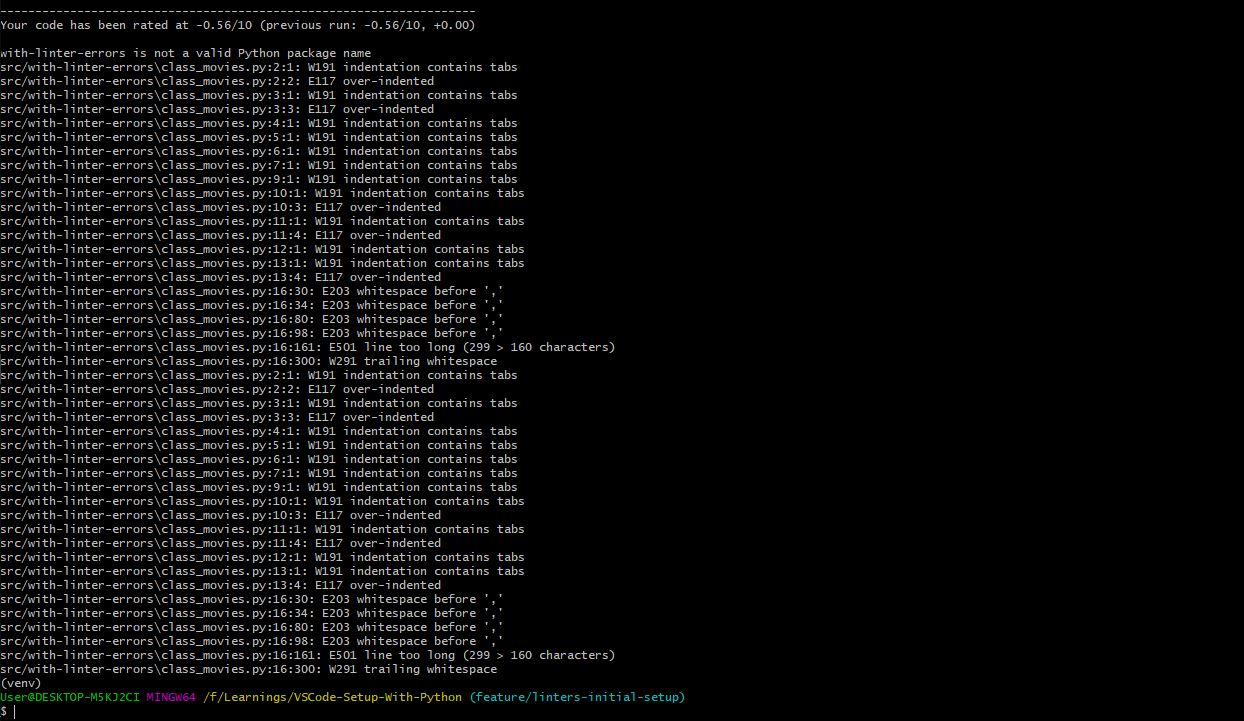 --------------------------------------------------------------------
Your code has been rated at -0.56/10 (previous run: -0.56/10, +0.00)
with-linter-errors is not a valid Python package name
src/with-linter-errors\class_movies.py:2:1: W191 indentation contains tabs
src/with-linter-errors\class_movies.py:2:2: E117 over-indented
src/with-linter-errors\class_movies.py:3:1: W191 indentation contains tabs
src/with-linter-errors\class_movies.py:3:3: E117 over-indented
src/with-linter-errors\class_movies.py:4:1: W191 indentation contains tabs
src/with-linter-errors\class_movies.py:5:1: W191 indentation contains tabs
src/with-linter-errors\class_movies.py:6:1: W191 indentation contains tabs
src/with-linter-errors\class_movies.py:7:1: W191 indentation contains tabs
src/with-linter-errors\class_movies.py:9:1: W191 indentation contains tabs
src/with-linter-errors\class_movies.py:10:1: W191 indentation contains tabs
src/with-linter-errors\class_movies.py:10:3: E117 over-indented
src/with-linter-errors\class_movies.py:11:1: W191 indentation contains tabs
src/with-linter-errors\class_movies.py:11:4: E117 over-indented
src/with-linter-errors\class_movies.py:12:1: W191 indentation contains tabs
src/with-linter-errors\class_movies.py:13:1: W191 indentation contains tabs
src/with-linter-errors\class_movies.py:13:4: E117 over-indented
src/with-linter-errors\class_movies.py:16:30: E203 whitespace before ','
src/with-linter-errors\class_movies.py:16:34: E203 whitespace before ','
src/with-linter-errors\class_movies.py:16:80: E203 whitespace before ','
src/with-linter-errors\class_movies.py:16:98: E203 whitespace before ','
src/with-linter-errors\class_movies.py:16:161: E501 line too long (299 > 160 characters)
src/with-linter-errors\class_movies.py:16:300: W291 trailing whitespace
src/with-linter-errors\class_movies.py:2:1: W191 indentation contains tabs
src/with-linter-errors\class_movies.py:2:2: E117 over-indented
src/with-linter-errors\class_movies.py:3:1: W191 indentation contains tabs
src/with-linter-errors\class_movies.py:3:3: E117 over-indented
src/with-linter-errors\class_movies.py:4:1: W191 indentation contains tabs
src/with-linter-errors\class_movies.py:5:1: W191 indentation contains tabs
src/with-linter-errors\class_movies.py:6:1: W191 indentation contains tabs
src/with-linter-errors\class_movies.py:7:1: W191 indentation contains tabs
src/with-linter-errors\class_movies.py:9:1: W191 indentation contains tabs
src/with-linter-errors\class_movies.py:10:1: W191 indentation contains tabs
src/with-linter-errors\class_movies.py:10:3: E117 over-indented
src/with-linter-errors\class_movies.py:11:1: W191 indentation contains tabs
src/with-linter-errors\class_movies.py:11:4: E117 over-indented
src/with-linter-errors\class_movies.py:12:1: W191 indentation contains tabs
src/with-linter-errors\class_movies.py:13:1: W191 indentation contains tabs
src/with-linter-errors\class_movies.py:13:4: E117 over-indented
src/with-linter-errors\class_movies.py:16:30: E203 whitespace before ','
src/with-linter-errors\class_movies.py:16:34: E203 whitespace before ','
src/with-linter-errors\class_movies.py:16:80: E203 whitespace before ','
src/with-linter-errors\class_movies.py:16:98: E203 whitespace before ','
src/with-linter-errors\class_movies.py:16:161: E501 line too long (299 > 160 characters)
src/with-linter-errors\class_movies.py:16:300: W291 trailing whitespace
(venv)
User@DESKTOP-M5KJ2CI MINGW64 /f/Learnings/VSCode-Setup-With-Python (feature/linters-initial-setup)
$